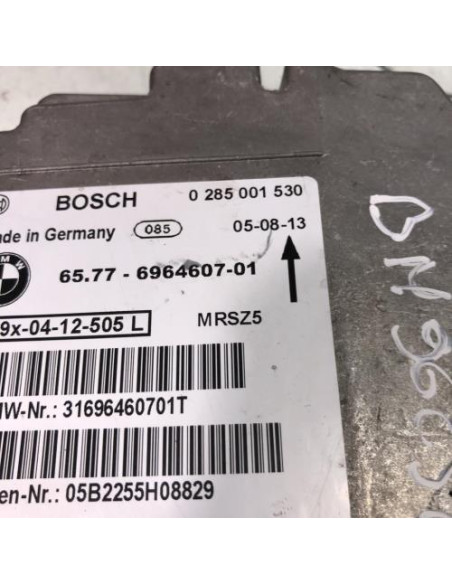 BOSCH 0 285 001 530
ade in Germany 085 05-08-13
BMW
65.77 - 6964607-01
9x-04-12-505 L MRSZ5
MW-Nr.: 31696460701T
en-Nr.: 05B2255H08829